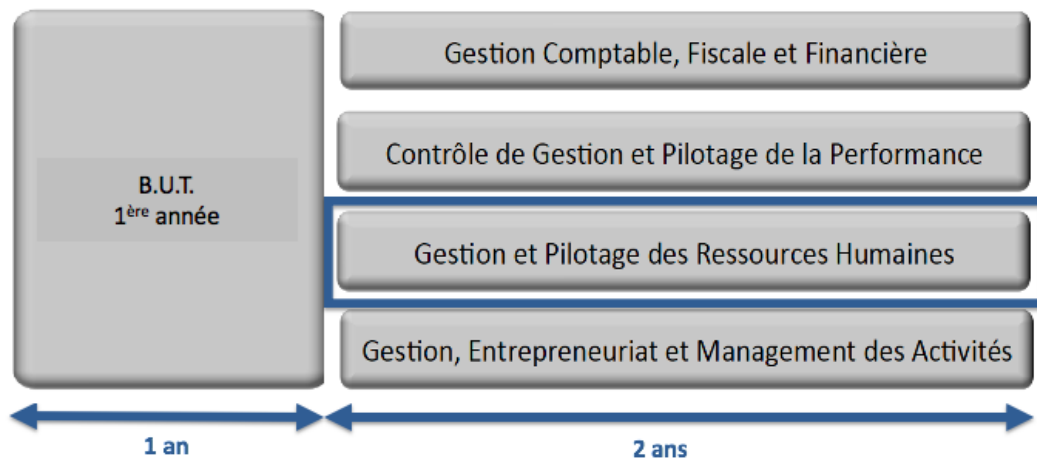 B.U.T.
1ère année
Gestion Comptable, Fiscale et Financière
Contrôle de Gestion et Pilotage de la Performance
Gestion et Pilotage des Ressources Humaines
Gestion, Entrepreneuriat et Management des Activités
1 an
2 ans